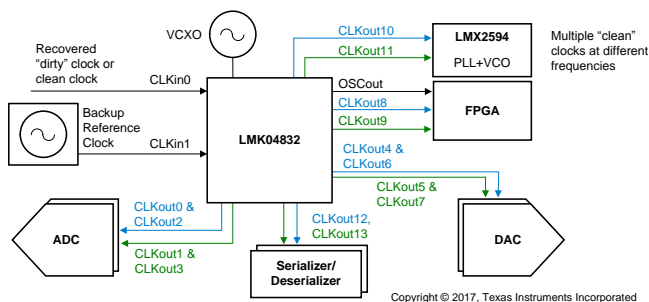 VCXO
CLKout10
CLKout11
LMX2594
PLL+VCO
Multiple “clean”
clocks at different
frequencies
Recovered
“dirty” clock or
clean clock
CLKin0
OSCout
CLKout8
CLKout9
FPGA
Backup
Reference
Clock
CLKin1
LMK04832
CLKout4 &
CLKout6
CLKout5 &
CLKout7
CLKout0 &
CLKout2
ADC
CLKout1 &
CLKout3
CLKout12,
CLKout13
DAC
Serializer/
Deserializer
Copyright © 2017, Texas Instruments Incorporated